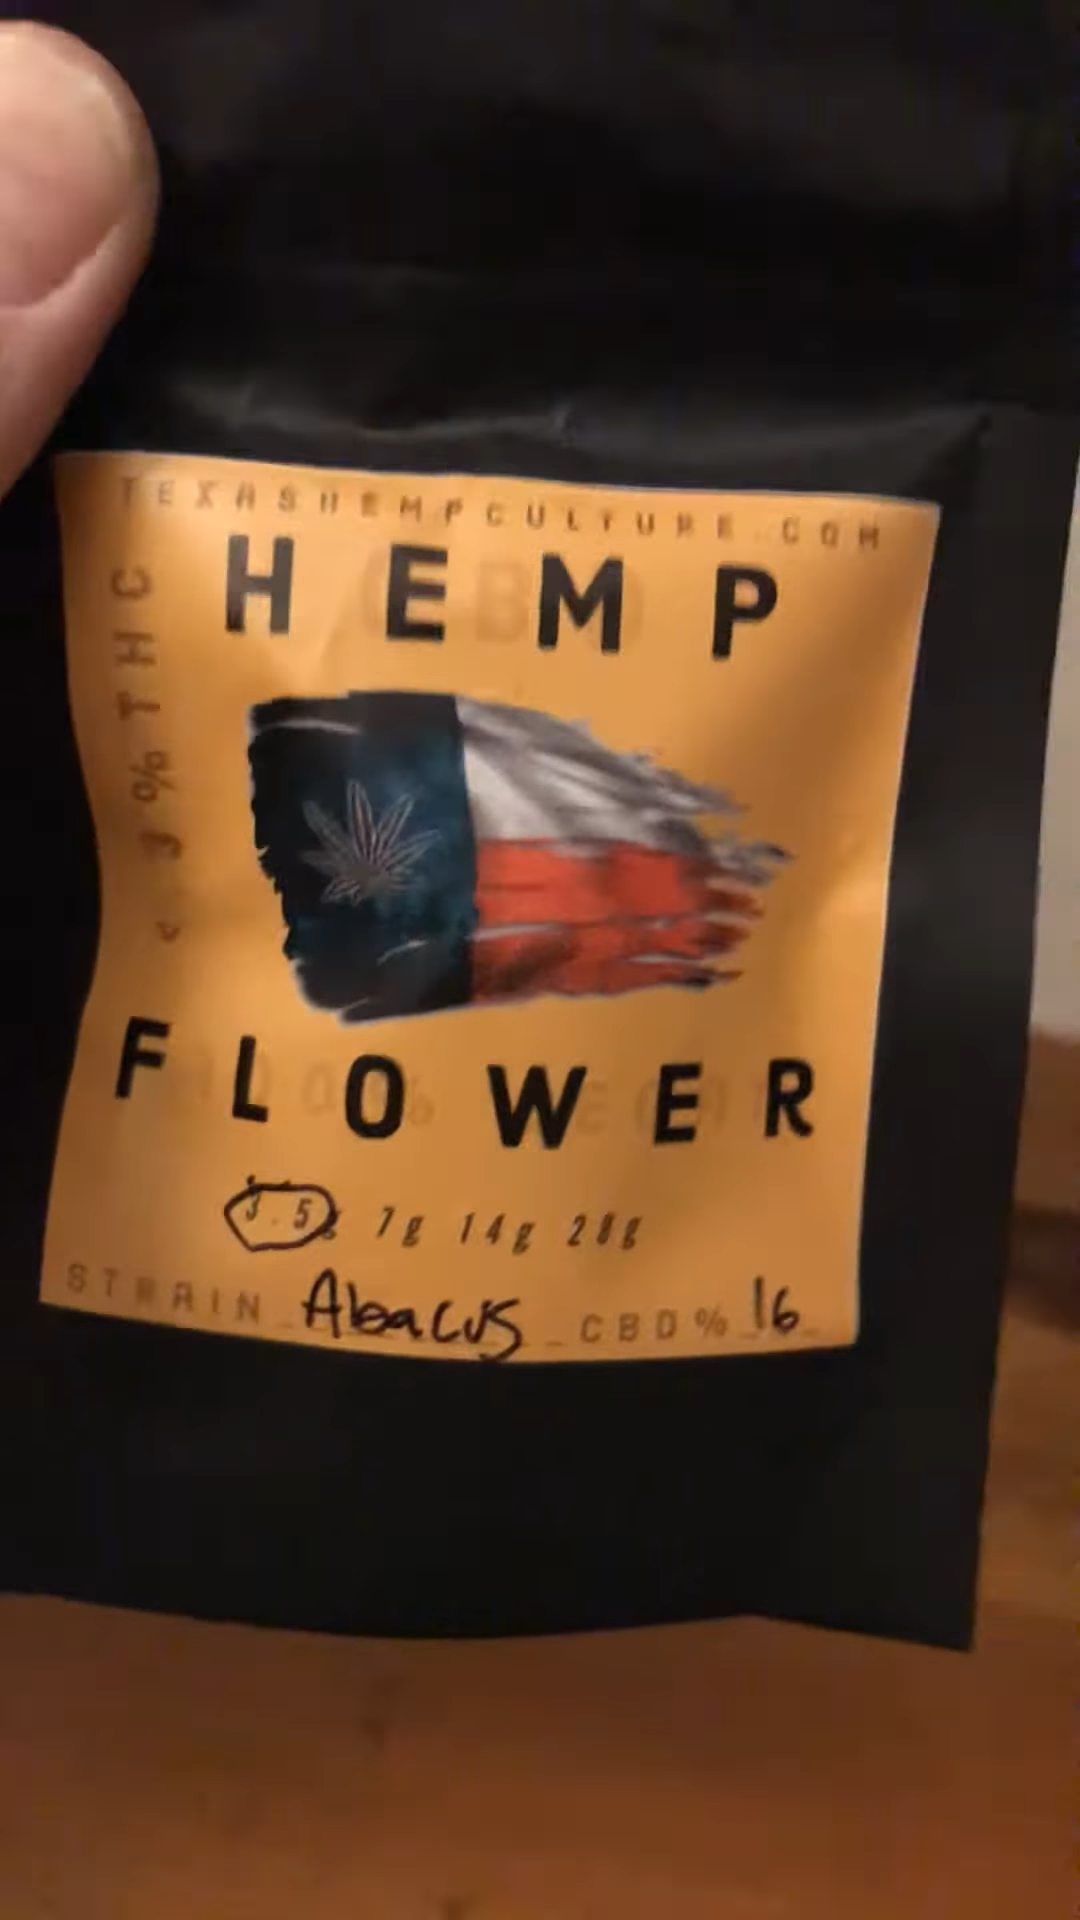 TEXASHEMPCULTURE.COM
HEMP
< 3% THC
FLOWER
3.5g 7g 14g 28g
STRAIN Abacus CBD% 16